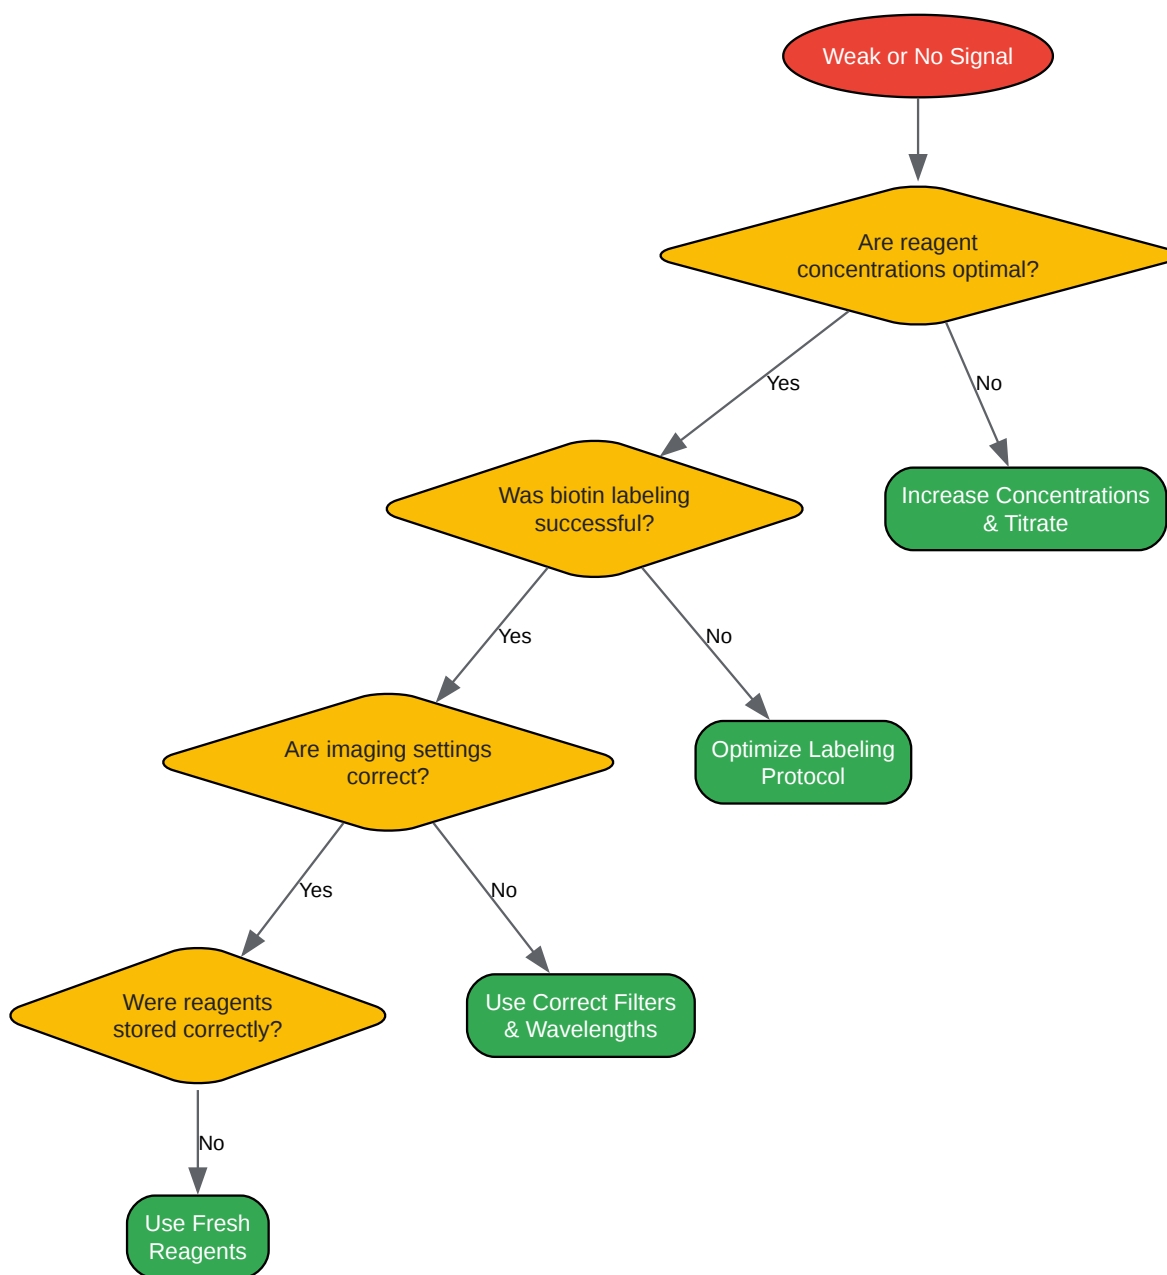 Weak or No Signal
Are reagent
concentrations optimal?
Yes
No
Was biotin labeling
successful?
Increase Concentrations
& Titrate
Yes
No
Are imaging settings
correct?
Optimize Labeling
Protocol
Yes
No
Were reagents
stored correctly?
Use Correct Filters
& Wavelengths
No
Use Fresh
Reagents